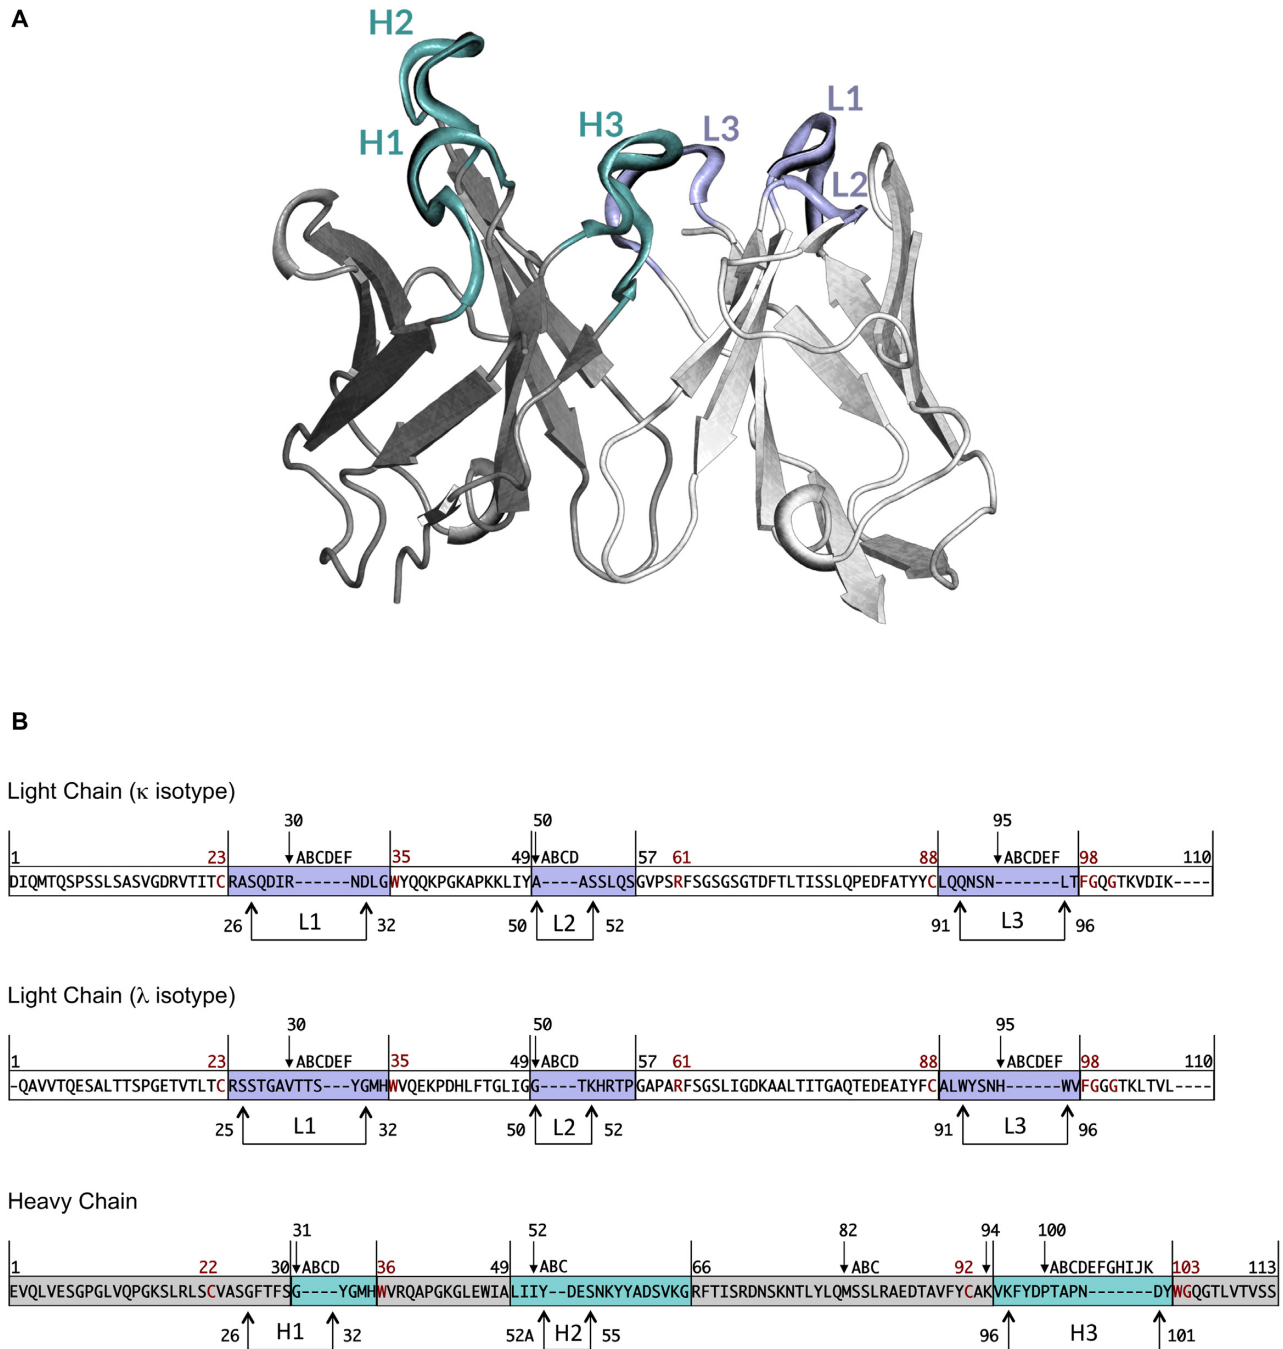 A
H2
H1
H3
L3
L1
L2
B
Light Chain (κ isotype)
30 50 95
1 23 ABCDEF 35 49 ABCD 57 61 88 ABCDEF 98 110
DIQMTQSPSSLSASVGDRVTITCRASQDIR------NDLGWYQQKPGKAPKKLIYA----ASSLQSGVPSRFSGSGSGTDFTLTISSLQPEDFATYYCLQQNSN-------LTFGQGTKVDIK----
26 L1 32 50 L2 52 91 L3 96
Light Chain (λ isotype)
30 50 95
1 23 ABCDEF 35 49 ABCD 57 61 88 ABCDEF 98 110
-QAVVTQESALTTSPGETVTLTCRSSTGAVTTS---YGMHWVQEKPDHLFTGLIGG----TKHRTPGAPARFSGSLIGDKAALTITGAQTEDEAIYFCALWYSNH------WVFGGGTKLTVL----
25 L1 32 50 L2 52 91 L3 96
Heavy Chain
31 52 82 94 100
1 22 30 ABCD 36 49 ABC 66 ABC 92 ABCDEFGHIJK 103 113
EVQLVESGPGLVQPGKSLRLSCVASGFTFSG----YGMHWVRQAPGKGLEWIALIIY--DESNKYYADSVKGRFTISRDNSKNTLYLQMSSLRAEDTAVFYCAKVKFYDPTAPN-------DYWGQGTLVTVSS
26 H1 32 52A H2 55 96 H3 101